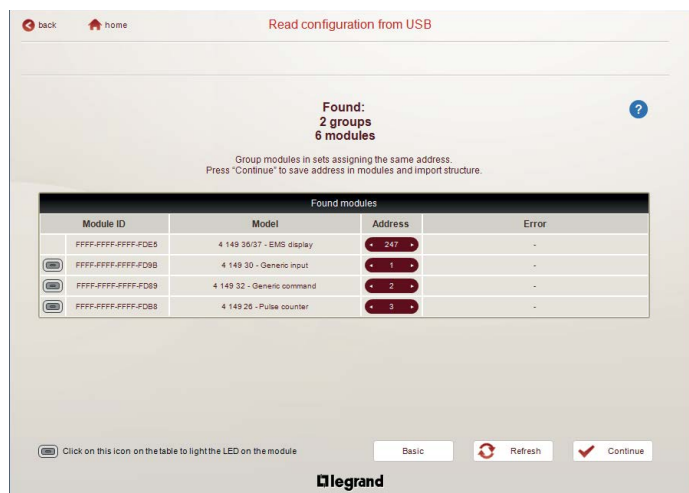 back
home
Read configuration from USB
Found:
2 groups
6 modules
?
Group modules in sets assigning the same address.
Press "Continue" to save address in modules and import structure.
Found modules
Module ID Model Address Error
FFFF-FFFF-FFFF-FDE5 4 149 36/37 - EMS display 247 -
FFFF-FFFF-FFFF-FD9B 4 149 30 - Generic input 1 -
FFFF-FFFF-FFFF-FD89 4 149 32 - Generic command 2 -
FFFF-FFFF-FFFF-FDB8 4 149 26 - Pulse counter 3 -
Click on this icon on the table to light the LED on the module
Basic
Refresh
Continue
legrand